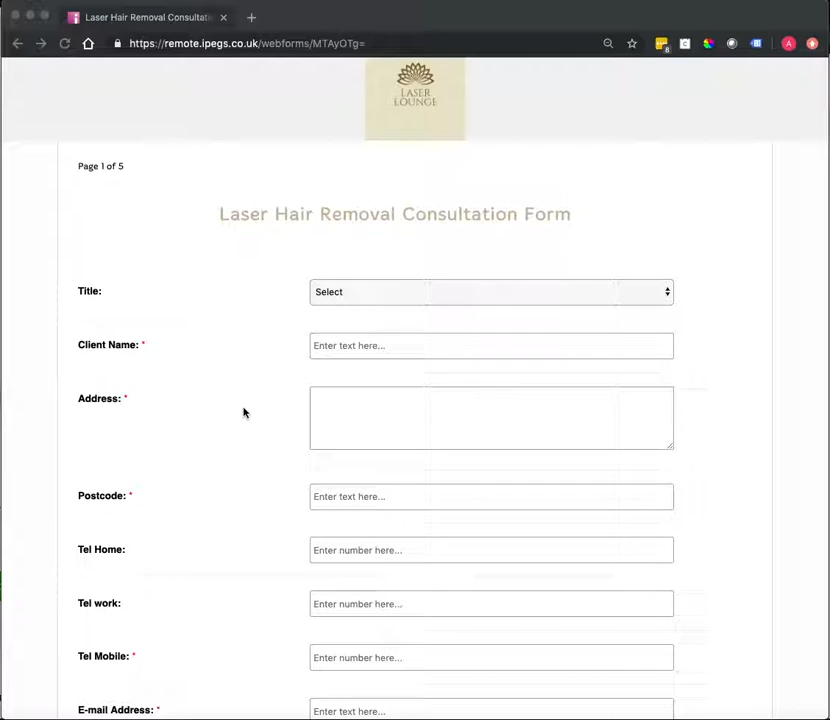 Laser Hair Removal Consultati
https://remote.ipegs.co.uk/webforms/MTAyOTg=
8
A
LASER
LOUNGE
Page 1 of 5
Laser Hair Removal Consultation Form
Title:
Select
Client Name: *
Enter text here...
Address: *
Postcode: *
Enter text here...
Tel Home:
Enter number here...
Tel work:
Enter number here...
Tel Mobile: *
Enter number here...
E-mail Address: *
Enter text here...